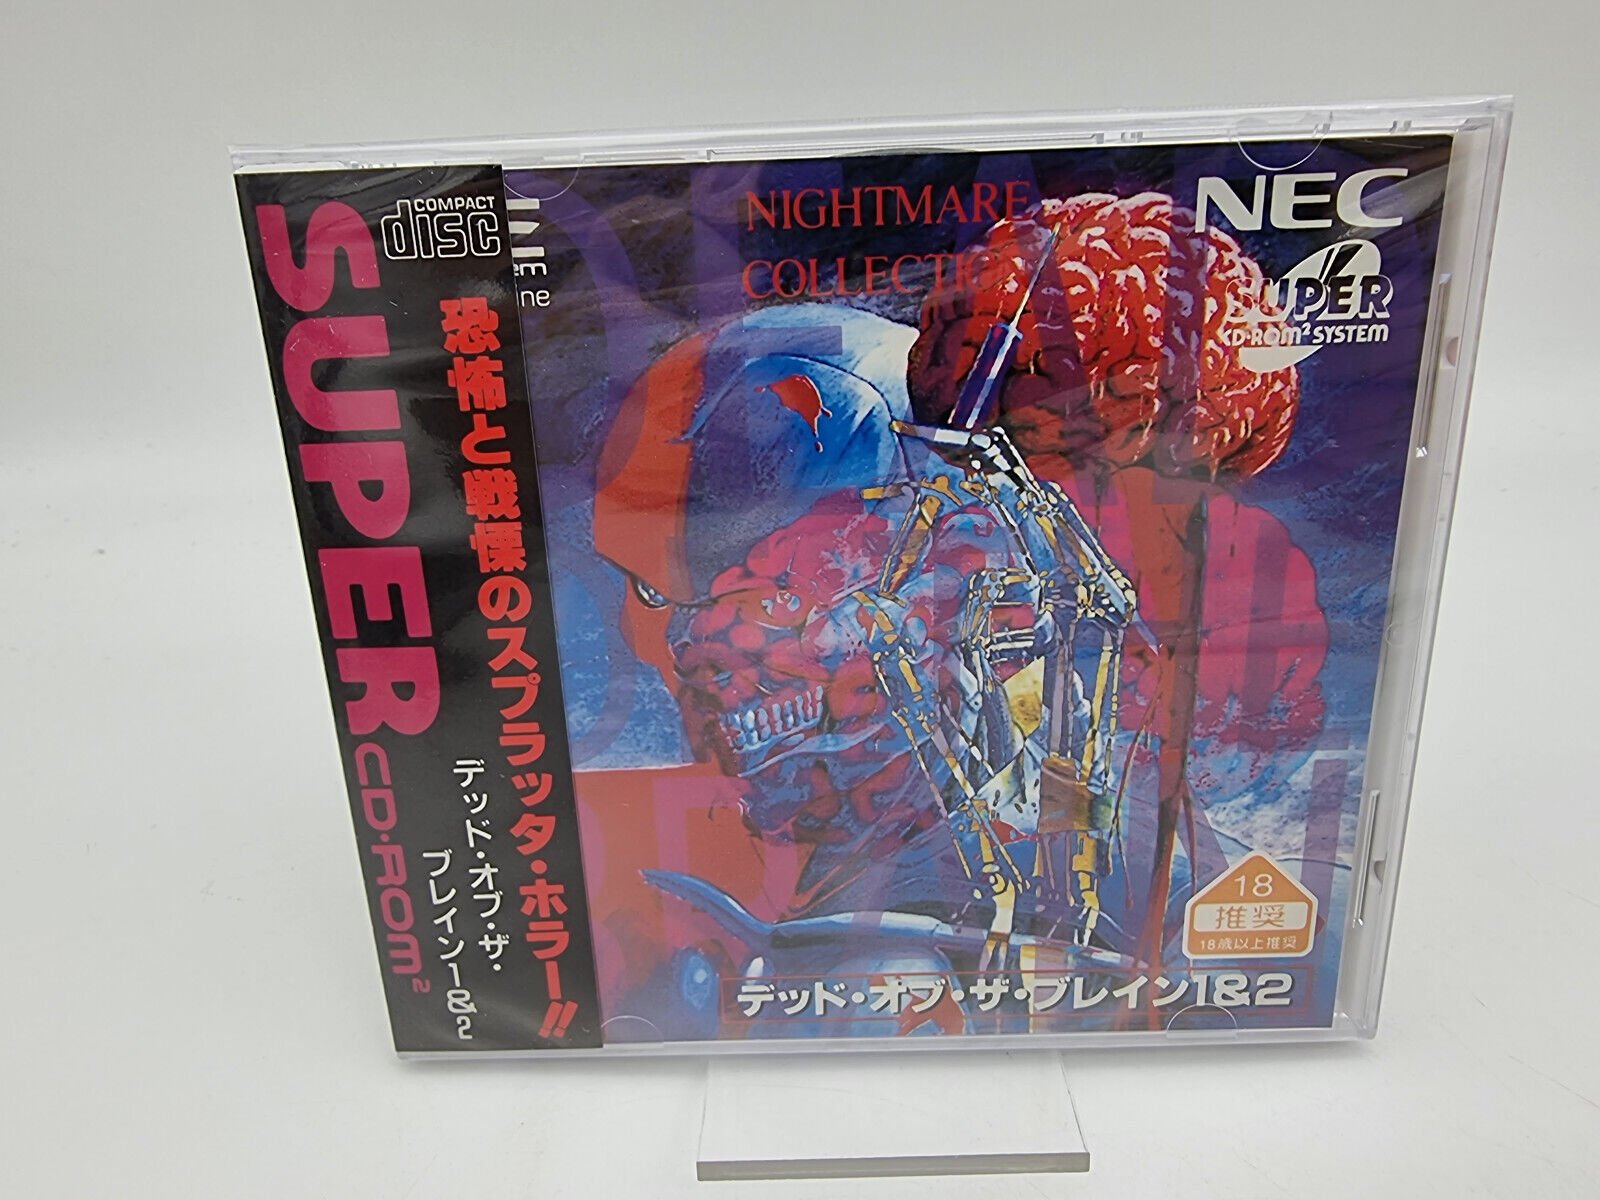 COMPACT
disc
SUPER CD-ROM²
恐怖と戦慄のスプラッタ・ホラー!!
デッド・オブ・ザ・
ブレイン1&2
NIGHTMARE
COLLECTION
NEC
SUPER
CD-ROM² SYSTEM
18
推奨
18歳以上推奨
デッド・オブ・ザ・ブレイン1&2